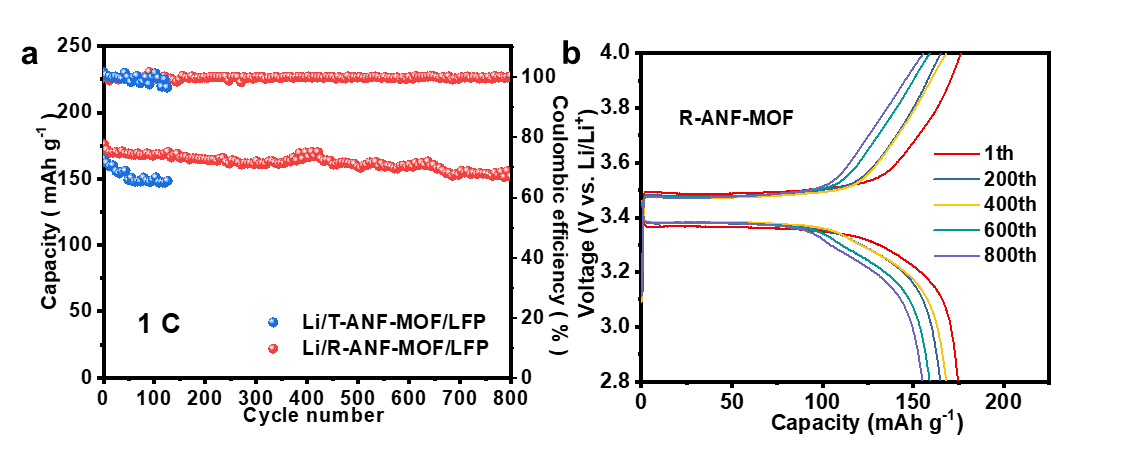 a
250
200
150
100
50
0
Capacity ( mAh g-1 )
100
80
60
40
20
0
Coulombic efficiency ( % )
1 C
Li/T-ANF-MOF/LFP
Li/R-ANF-MOF/LFP
0 100 200 300 400 500 600 700 800
Cycle number
b
4.0
3.8
3.6
3.4
3.2
3.0
2.8
Voltage (V vs. Li/Li+)
R-ANF-MOF
1th
200th
400th
600th
800th
0 50 100 150 200
Capacity (mAh g-1)